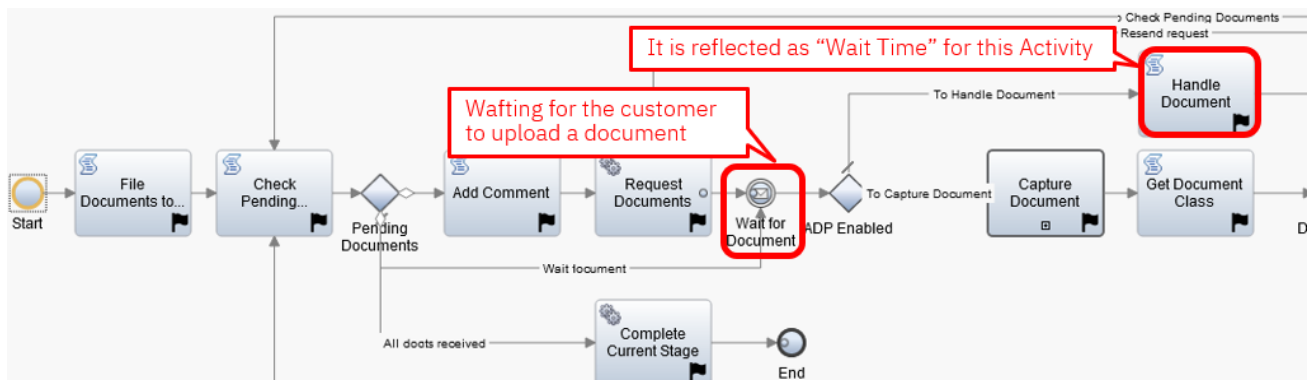 o Check Pending Documents
Resend request
It is reflected as “Wait Time” for this Activity
Handle
Document
To Handle Document
Wafting for the customer
to upload a document
File
Documents to...
Check
Pending...
Add Comment
Request
Documents
To Capture Document
Capture
Document
Get Document
Class
Start
Pending
Documents
Wait for
Document
ADP Enabled
D
Wait focument
All doots received
Complete
Current Stage
End